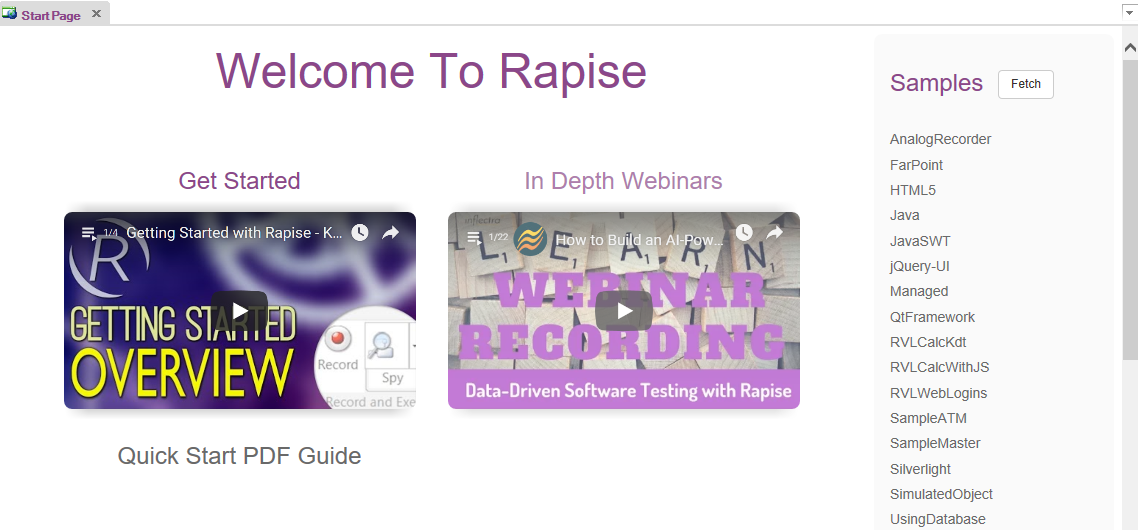 Start Page
Welcome To Rapise
Samples
Fetch
Get Started
In Depth Webinars
1/4 Getting Started with Rapise - K...
R
GETTING STARTED
OVERVIEW
Record
Spy
Record and Exe
inflectra
1/22 How to Build an AI-Pow...
LEARN
WEBINAR
RECORDING
Data-Driven Software Testing with Rapise
Quick Start PDF Guide
AnalogRecorder
FarPoint
HTML5
Java
JavaSWT
jQuery-UI
Managed
QtFramework
RVLCalcKdt
RVLCalcWithJS
RVLWebLogins
SampleATM
SampleMaster
Silverlight
SimulatedObject
UsingDatabase